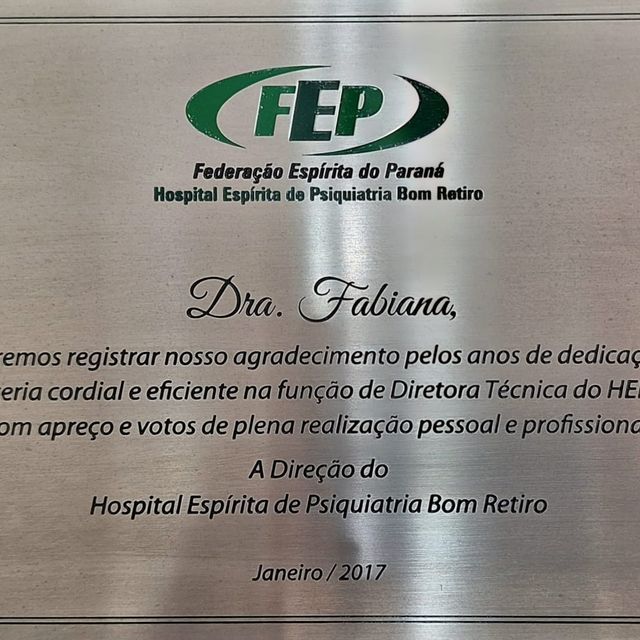 FEP
Federação Espírita do Paraná
Hospital Espírita de Psiquiatria Bom Retiro
Dra. Fabiana,
remos registrar nosso agradecimento pelos anos de dedicaç
ceria cordial e eficiente na função de Diretora Técnica do HE
om apreço e votos de plena realização pessoal e profissiona
A Direção do
Hospital Espírita de Psiquiatria Bom Retiro
Janeiro / 2017